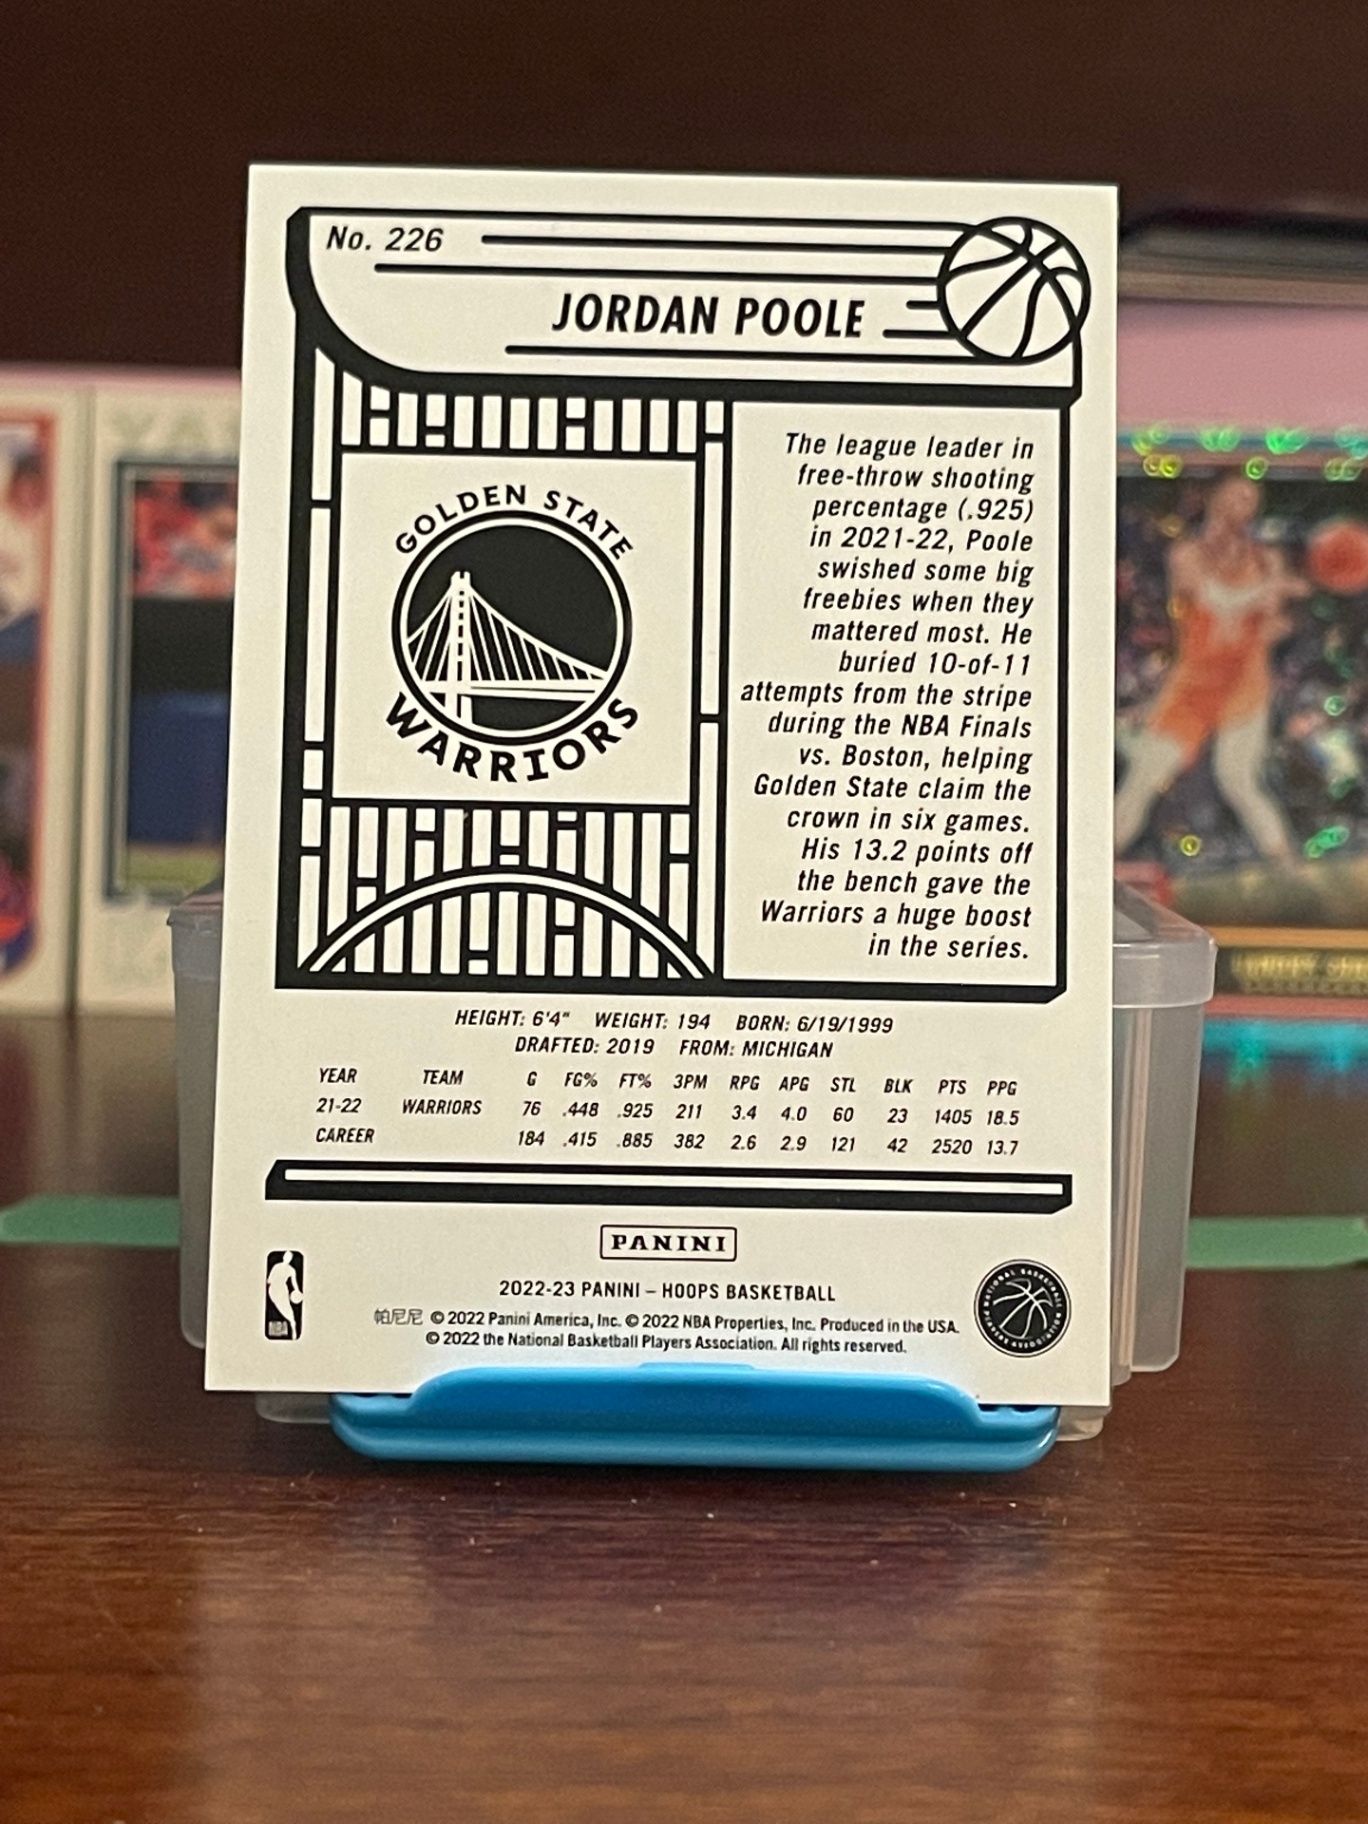 No. 226
JORDAN POOLE
GOLDEN STATE
WARRIORS
The league leader in
free-throw shooting
percentage (.925)
in 2021-22, Poole
swished some big
freebies when they
mattered most. He
buried 10-of-11
attempts from the stripe
during the NBA Finals
vs. Boston, helping
Golden State claim the
crown in six games.
His 13.2 points off
the bench gave the
Warriors a huge boost
in the series.
HEIGHT: 6'4" WEIGHT: 194 BORN: 6/19/1999
DRAFTED: 2019 FROM: MICHIGAN
YEAR TEAM G FG% FT% 3PM RPG APG STL BLK PTS PPG
21-22 WARRIORS 76 .448 .925 211 3.4 4.0 60 23 1405 18.5
CAREER 184 .415 .885 382 2.6 2.9 121 42 2520 13.7
PANINI
2022-23 PANINI – HOOPS BASKETBALL
帕尼尼 © 2022 Panini America, Inc. © 2022 NBA Properties, Inc. Produced in the USA.
© 2022 the National Basketball Players Association. All rights reserved.
NBA
NATIONAL BASKETBALL PLAYERS ASSOCIATION